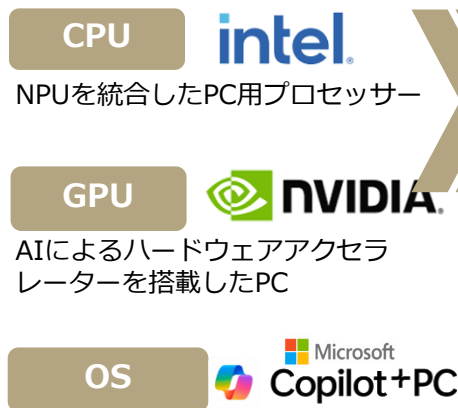 CPU
intel.
NPUを統合したPC用プロセッサー
GPU
NVIDIA.
AIによるハードウェアアクセラ
レーターを搭載したPC
Microsoft
OS
Copilot+PC